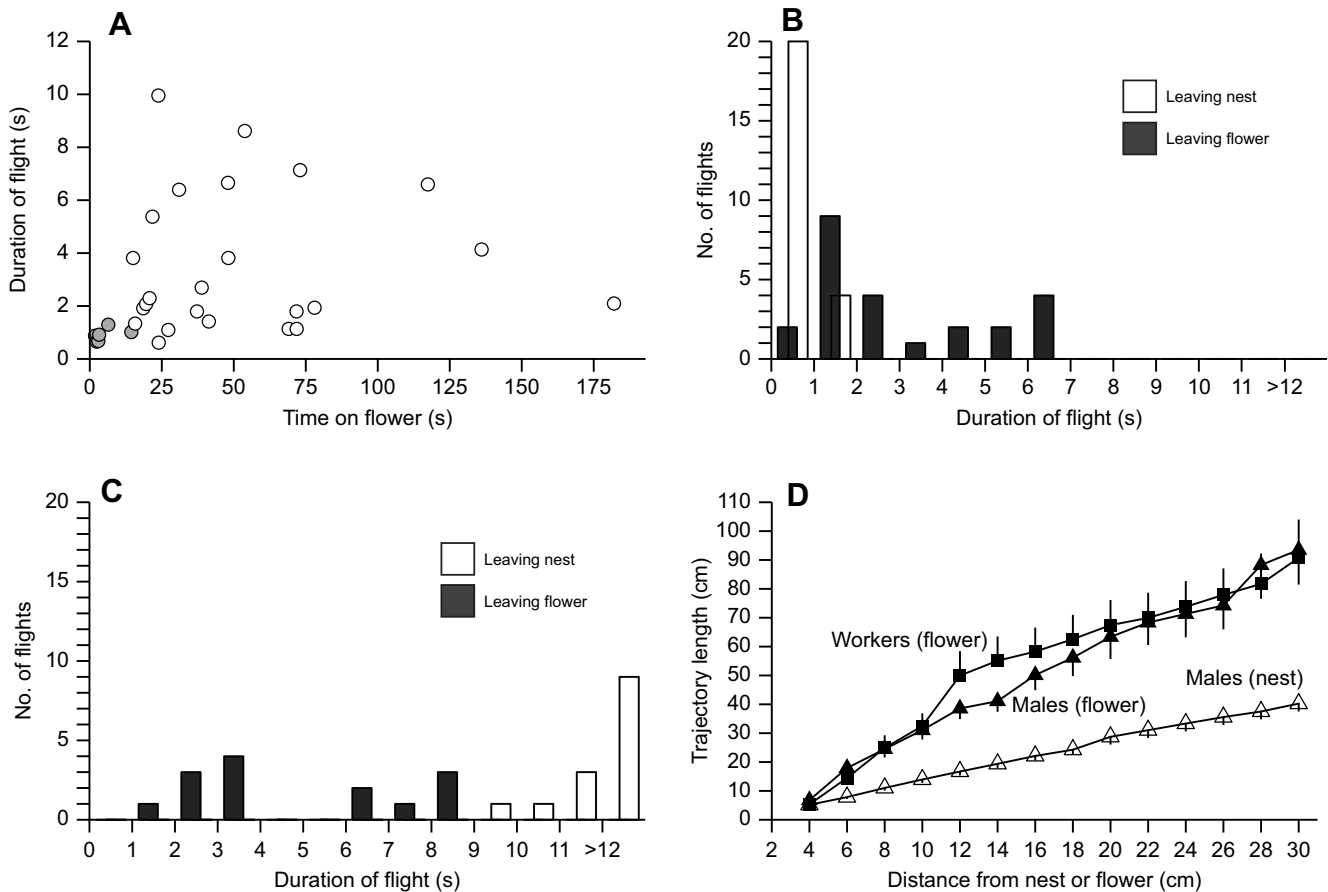 A
12
10
8
6
4
2
0
Duration of flight (s)
0 25 50 75 100 125 150 175
Time on flower (s)
B
20
15
10
5
0
No. of flights
Leaving nest
Leaving flower
0 1 2 3 4 5 6 7 8 9 10 11 >12
Duration of flight (s)
C
20
15
10
5
0
No. of flights
Leaving nest
Leaving flower
0 1 2 3 4 5 6 7 8 9 10 11 >12
Duration of flight (s)
D
110
100
90
80
70
60
50
40
30
20
10
0
Trajectory length (cm)
Workers (flower)
Males (nest)
Males (flower)
2 4 6 8 10 12 14 16 18 20 22 24 26 28 30
Distance from nest or flower (cm)